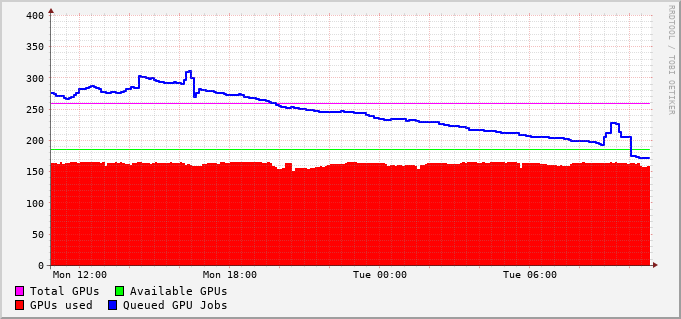 400
350
300
250
200
150
100
50
0
Mon 12:00 Mon 18:00 Tue 00:00 Tue 06:00
Total GPUs Available GPUs
GPUs used Queued GPU Jobs
RRDTOOL / TOBI OETIKER